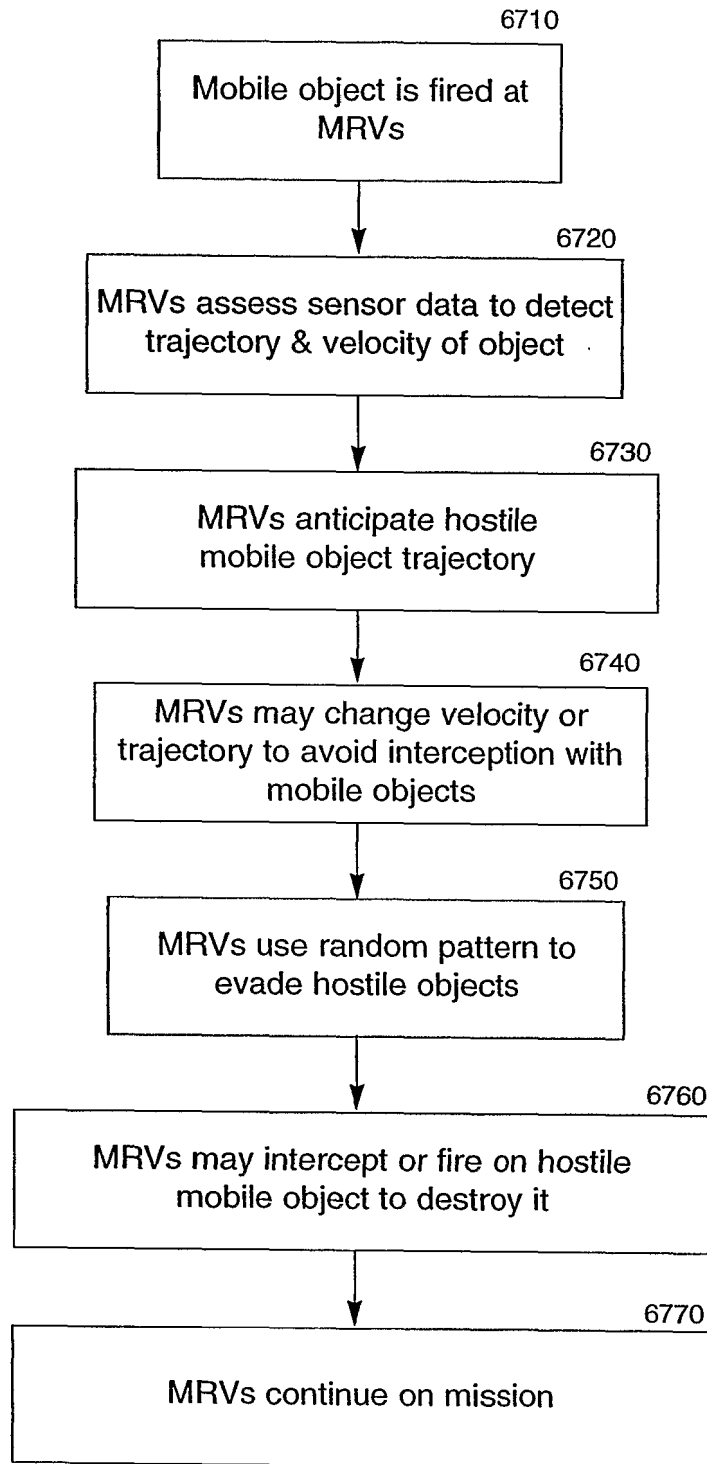 6710
Mobile object is fired at
MRVs
6720
MRVs assess sensor data to detect
trajectory & velocity of object
6730
MRVs anticipate hostile
mobile object trajectory
6740
MRVs may change velocity or
trajectory to avoid interception with
mobile objects
6750
MRVs use random pattern to
evade hostile objects
6760
MRVs may intercept or fire on hostile
mobile object to destroy it
6770
MRVs continue on mission